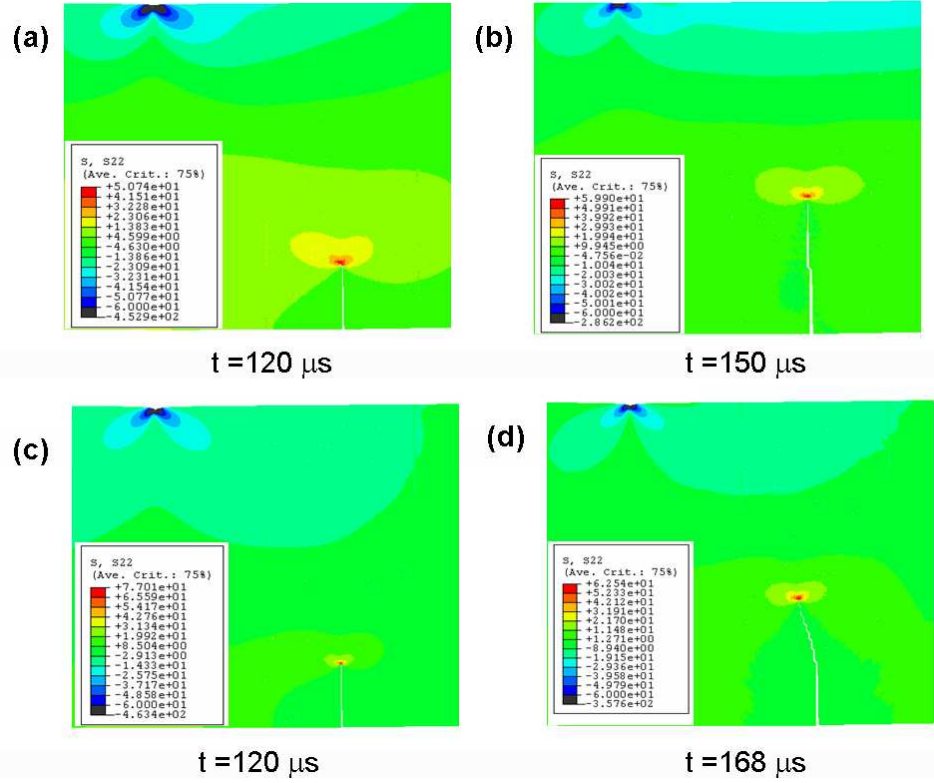 (a)
S, S22
(Ave. Crit.: 75%)
+5.074e+01
+4.151e+01
+3.228e+01
+2.306e+01
+1.383e+01
+4.599e+00
-4.630e+00
-1.386e+01
-2.309e+01
-3.231e+01
-4.154e+01
-5.077e+01
-6.000e+01
-4.529e+02
t =120 μs
(b)
S, S22
(Ave. Crit.: 75%)
+5.990e+01
+4.991e+01
+3.992e+01
+2.993e+01
+1.994e+01
+9.945e+00
-4.756e-02
-1.004e+01
-2.003e+01
-3.002e+01
-4.002e+01
-5.001e+01
-6.000e+01
-2.862e+02
t =150 μs
(c)
S, S22
(Ave. Crit.: 75%)
+7.701e+01
+6.559e+01
+5.417e+01
+4.276e+01
+3.134e+01
+1.992e+01
+8.504e+00
-2.913e+00
-1.433e+01
-2.575e+01
-3.717e+01
-4.858e+01
-6.000e+01
-4.634e+02
t =120 μs
(d)
S, S22
(Ave. Crit.: 75%)
+6.254e+01
+5.233e+01
+4.212e+01
+3.191e+01
+2.170e+01
+1.148e+01
+1.271e+00
-8.940e+00
-1.915e+01
-2.936e+01
-3.958e+01
-4.979e+01
-6.000e+01
-3.576e+02
t =168 μs